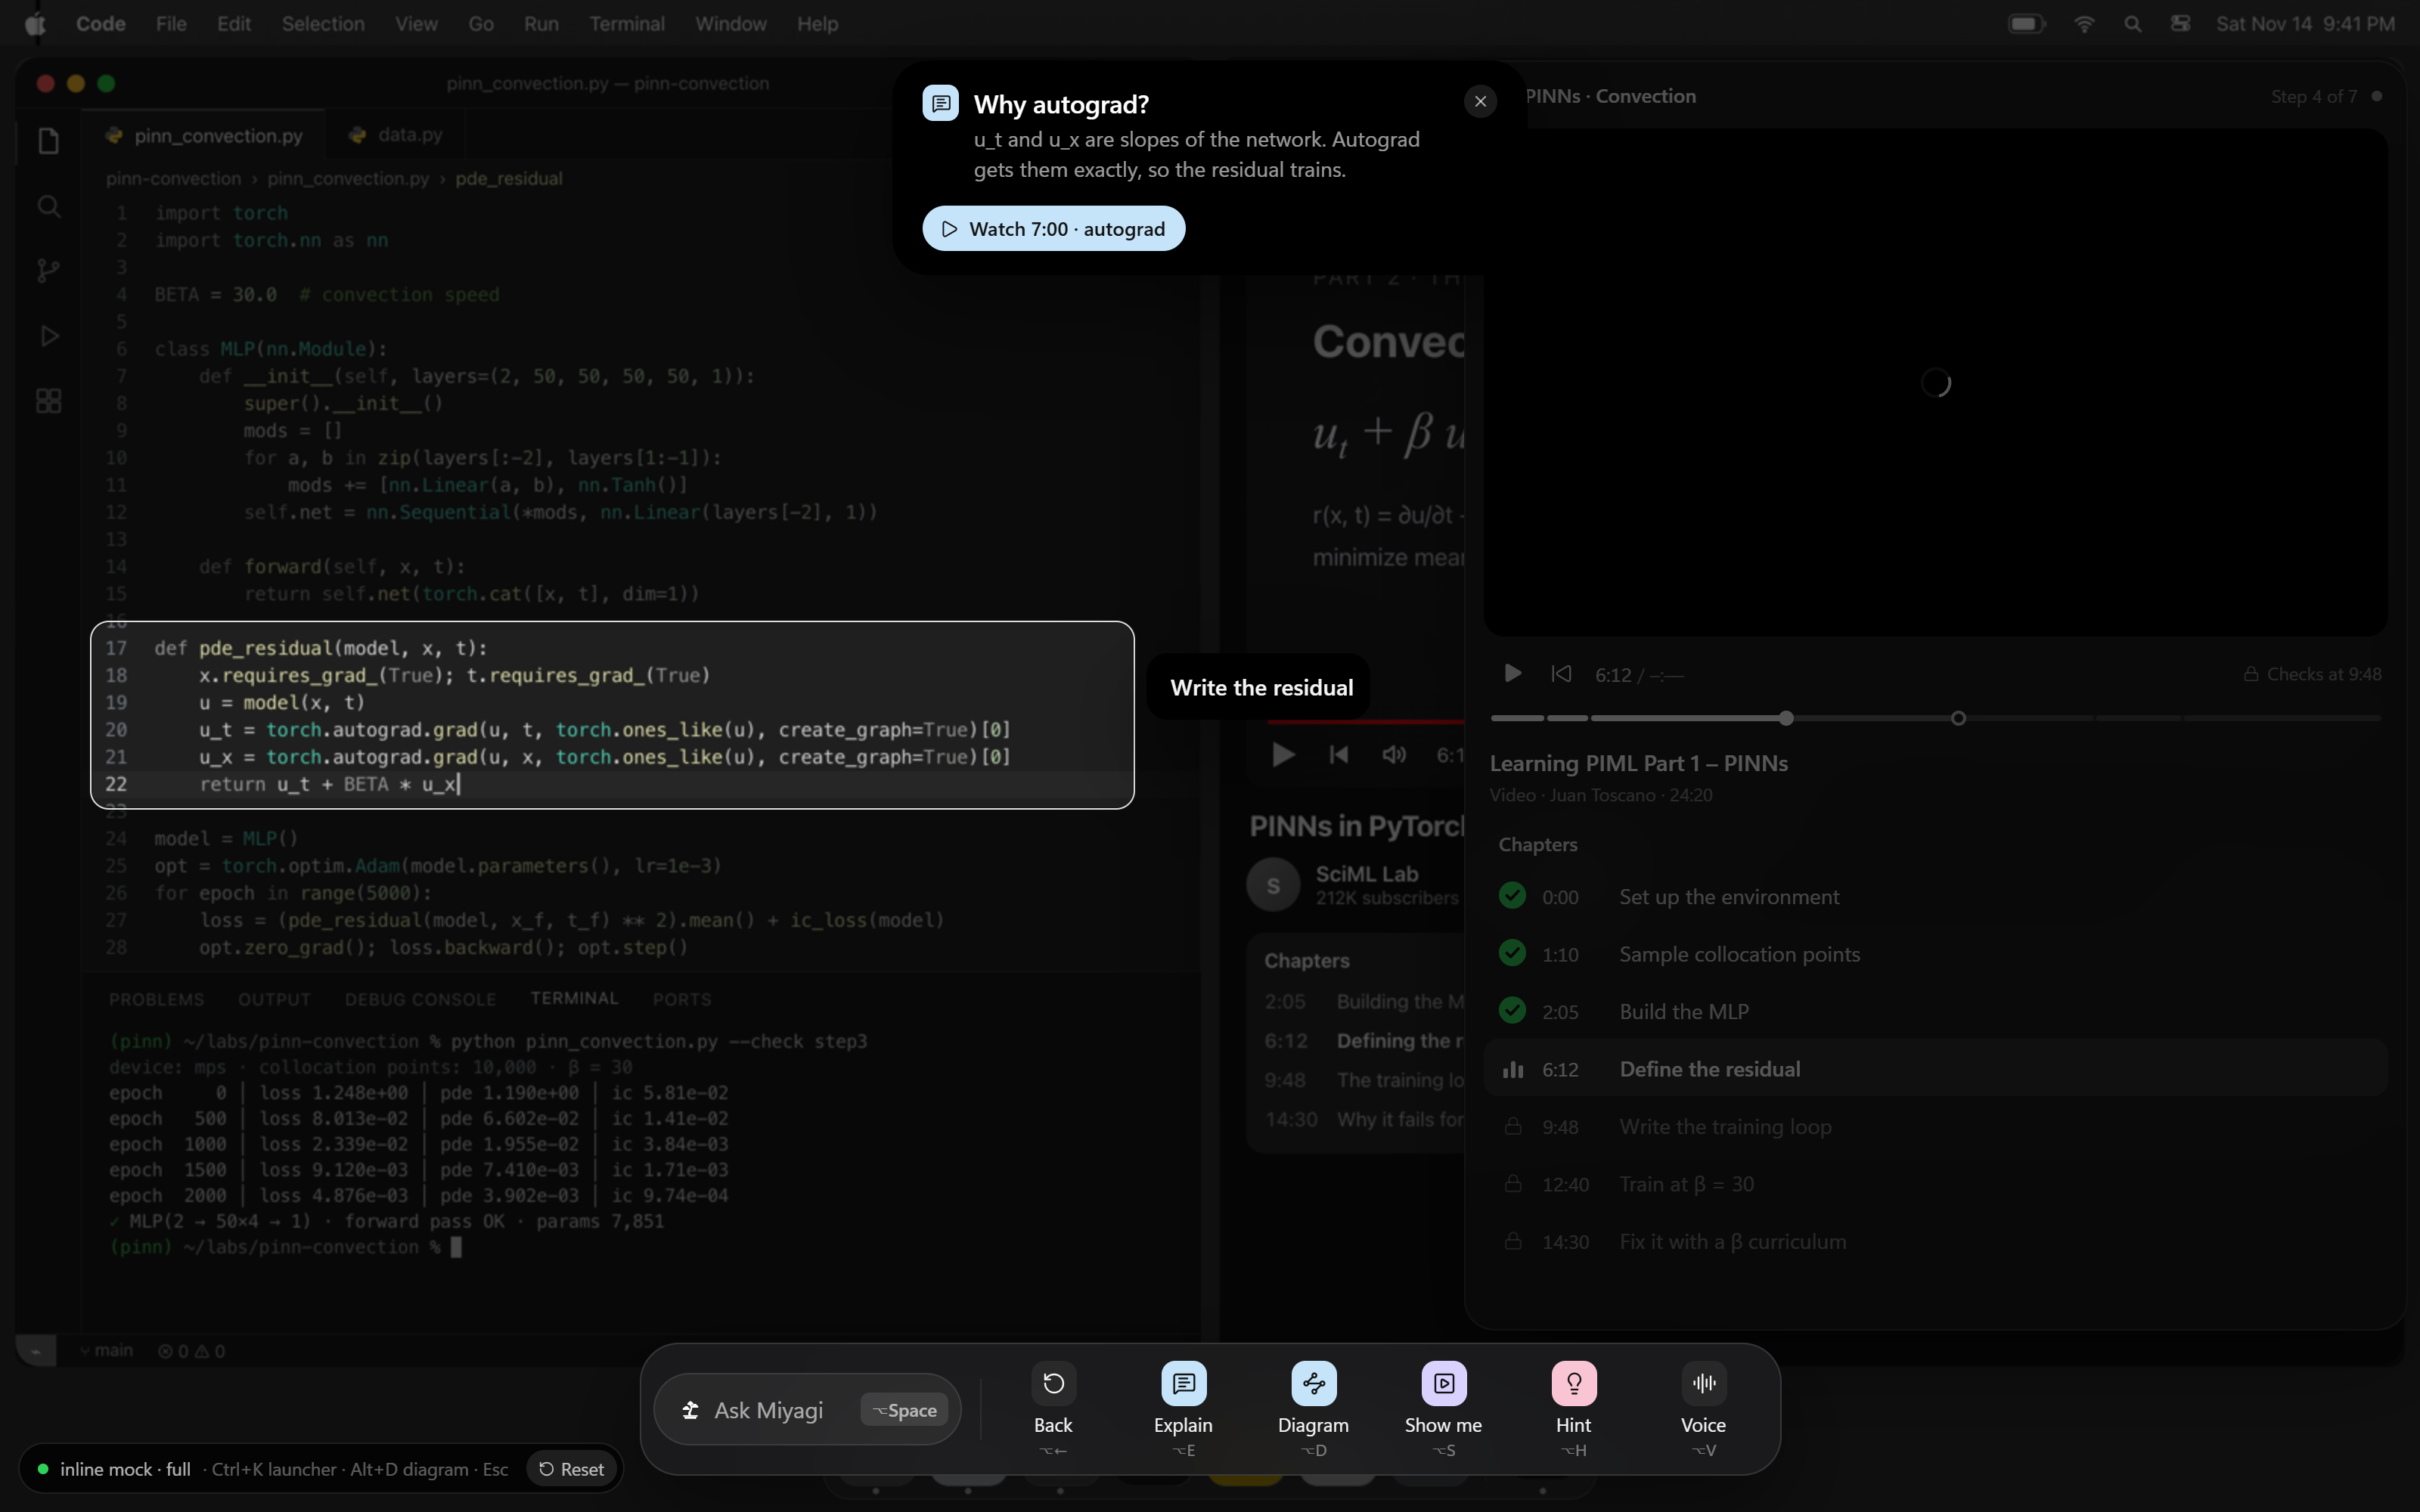 Code File Edit Selection View Go Run Terminal Window Help
Sat Nov 14 9:41 PM
pinn_convection.py — pinn-convection
pinn_convection.py
data.py
pinn-convection › pinn_convection.py › pde_residual
1 import torch
2 import torch.nn as nn
3
4 BETA = 30.0 # convection speed
5
6 class MLP(nn.Module):
7 def __init__(self, layers=(2, 50, 50, 50, 50, 1)):
8 super().__init__()
9 mods = []
10 for a, b in zip(layers[:-2], layers[1:-1]):
11 mods += [nn.Linear(a, b), nn.Tanh()]
12 self.net = nn.Sequential(*mods, nn.Linear(layers[-2], 1))
13
14 def forward(self, x, t):
15 return self.net(torch.cat([x, t], dim=1))
16
17 def pde_residual(model, x, t):
18 x.requires_grad_(True); t.requires_grad_(True)
19 u = model(x, t)
20 u_t = torch.autograd.grad(u, t, torch.ones_like(u), create_graph=True)[0]
21 u_x = torch.autograd.grad(u, x, torch.ones_like(u), create_graph=True)[0]
22 return u_t + BETA * u_x
23
24 model = MLP()
25 opt = torch.optim.Adam(model.parameters(), lr=1e-3)
26 for epoch in range(5000):
27 loss = (pde_residual(model, x_f, t_f) ** 2).mean() + ic_loss(model)
28 opt.zero_grad(); loss.backward(); opt.step()
Write the residual
PROBLEMS OUTPUT DEBUG CONSOLE TERMINAL PORTS
(pinn) ~/labs/pinn-convection % python pinn_convection.py --check step3
device: mps · collocation points: 10,000 · β = 30
epoch 0 | loss 1.248e+00 | pde 1.190e+00 | ic 5.81e-02
epoch 500 | loss 8.013e-02 | pde 6.602e-02 | ic 1.41e-02
epoch 1000 | loss 2.339e-02 | pde 1.955e-02 | ic 3.84e-03
epoch 1500 | loss 9.120e-03 | pde 7.410e-03 | ic 1.71e-03
epoch 2000 | loss 4.876e-03 | pde 3.902e-03 | ic 9.74e-04
✓ MLP(2 → 50×4 → 1) · forward pass OK · params 7,851
(pinn) ~/labs/pinn-convection %
main 0 0
Why autograd?
u_t and u_x are slopes of the network. Autograd
gets them exactly, so the residual trains.
Watch 7:00 · autograd
PART 2 · TH
Convec
u_t + β u
r(x, t) = ∂u/∂t
minimize mea
6:1
PINNs in PyTorc
S
SciML Lab
212K subscribers
Chapters
2:05 Building the M
6:12 Defining the r
9:48 The training lo
14:30 Why it fails for
PINNs · Convection
Step 4 of 7
6:12 / –:––
Checks at 9:48
Learning PIML Part 1 – PINNs
Video · Juan Toscano · 24:20
Chapters
0:00 Set up the environment
1:10 Sample collocation points
2:05 Build the MLP
6:12 Define the residual
9:48 Write the training loop
12:40 Train at β = 30
14:30 Fix it with a β curriculum
Ask Miyagi ⌥Space
Back
⌥←
Explain
⌥E
Diagram
⌥D
Show me
⌥S
Hint
⌥H
Voice
⌥V
inline mock · full · Ctrl+K launcher · Alt+D diagram · Esc
Reset